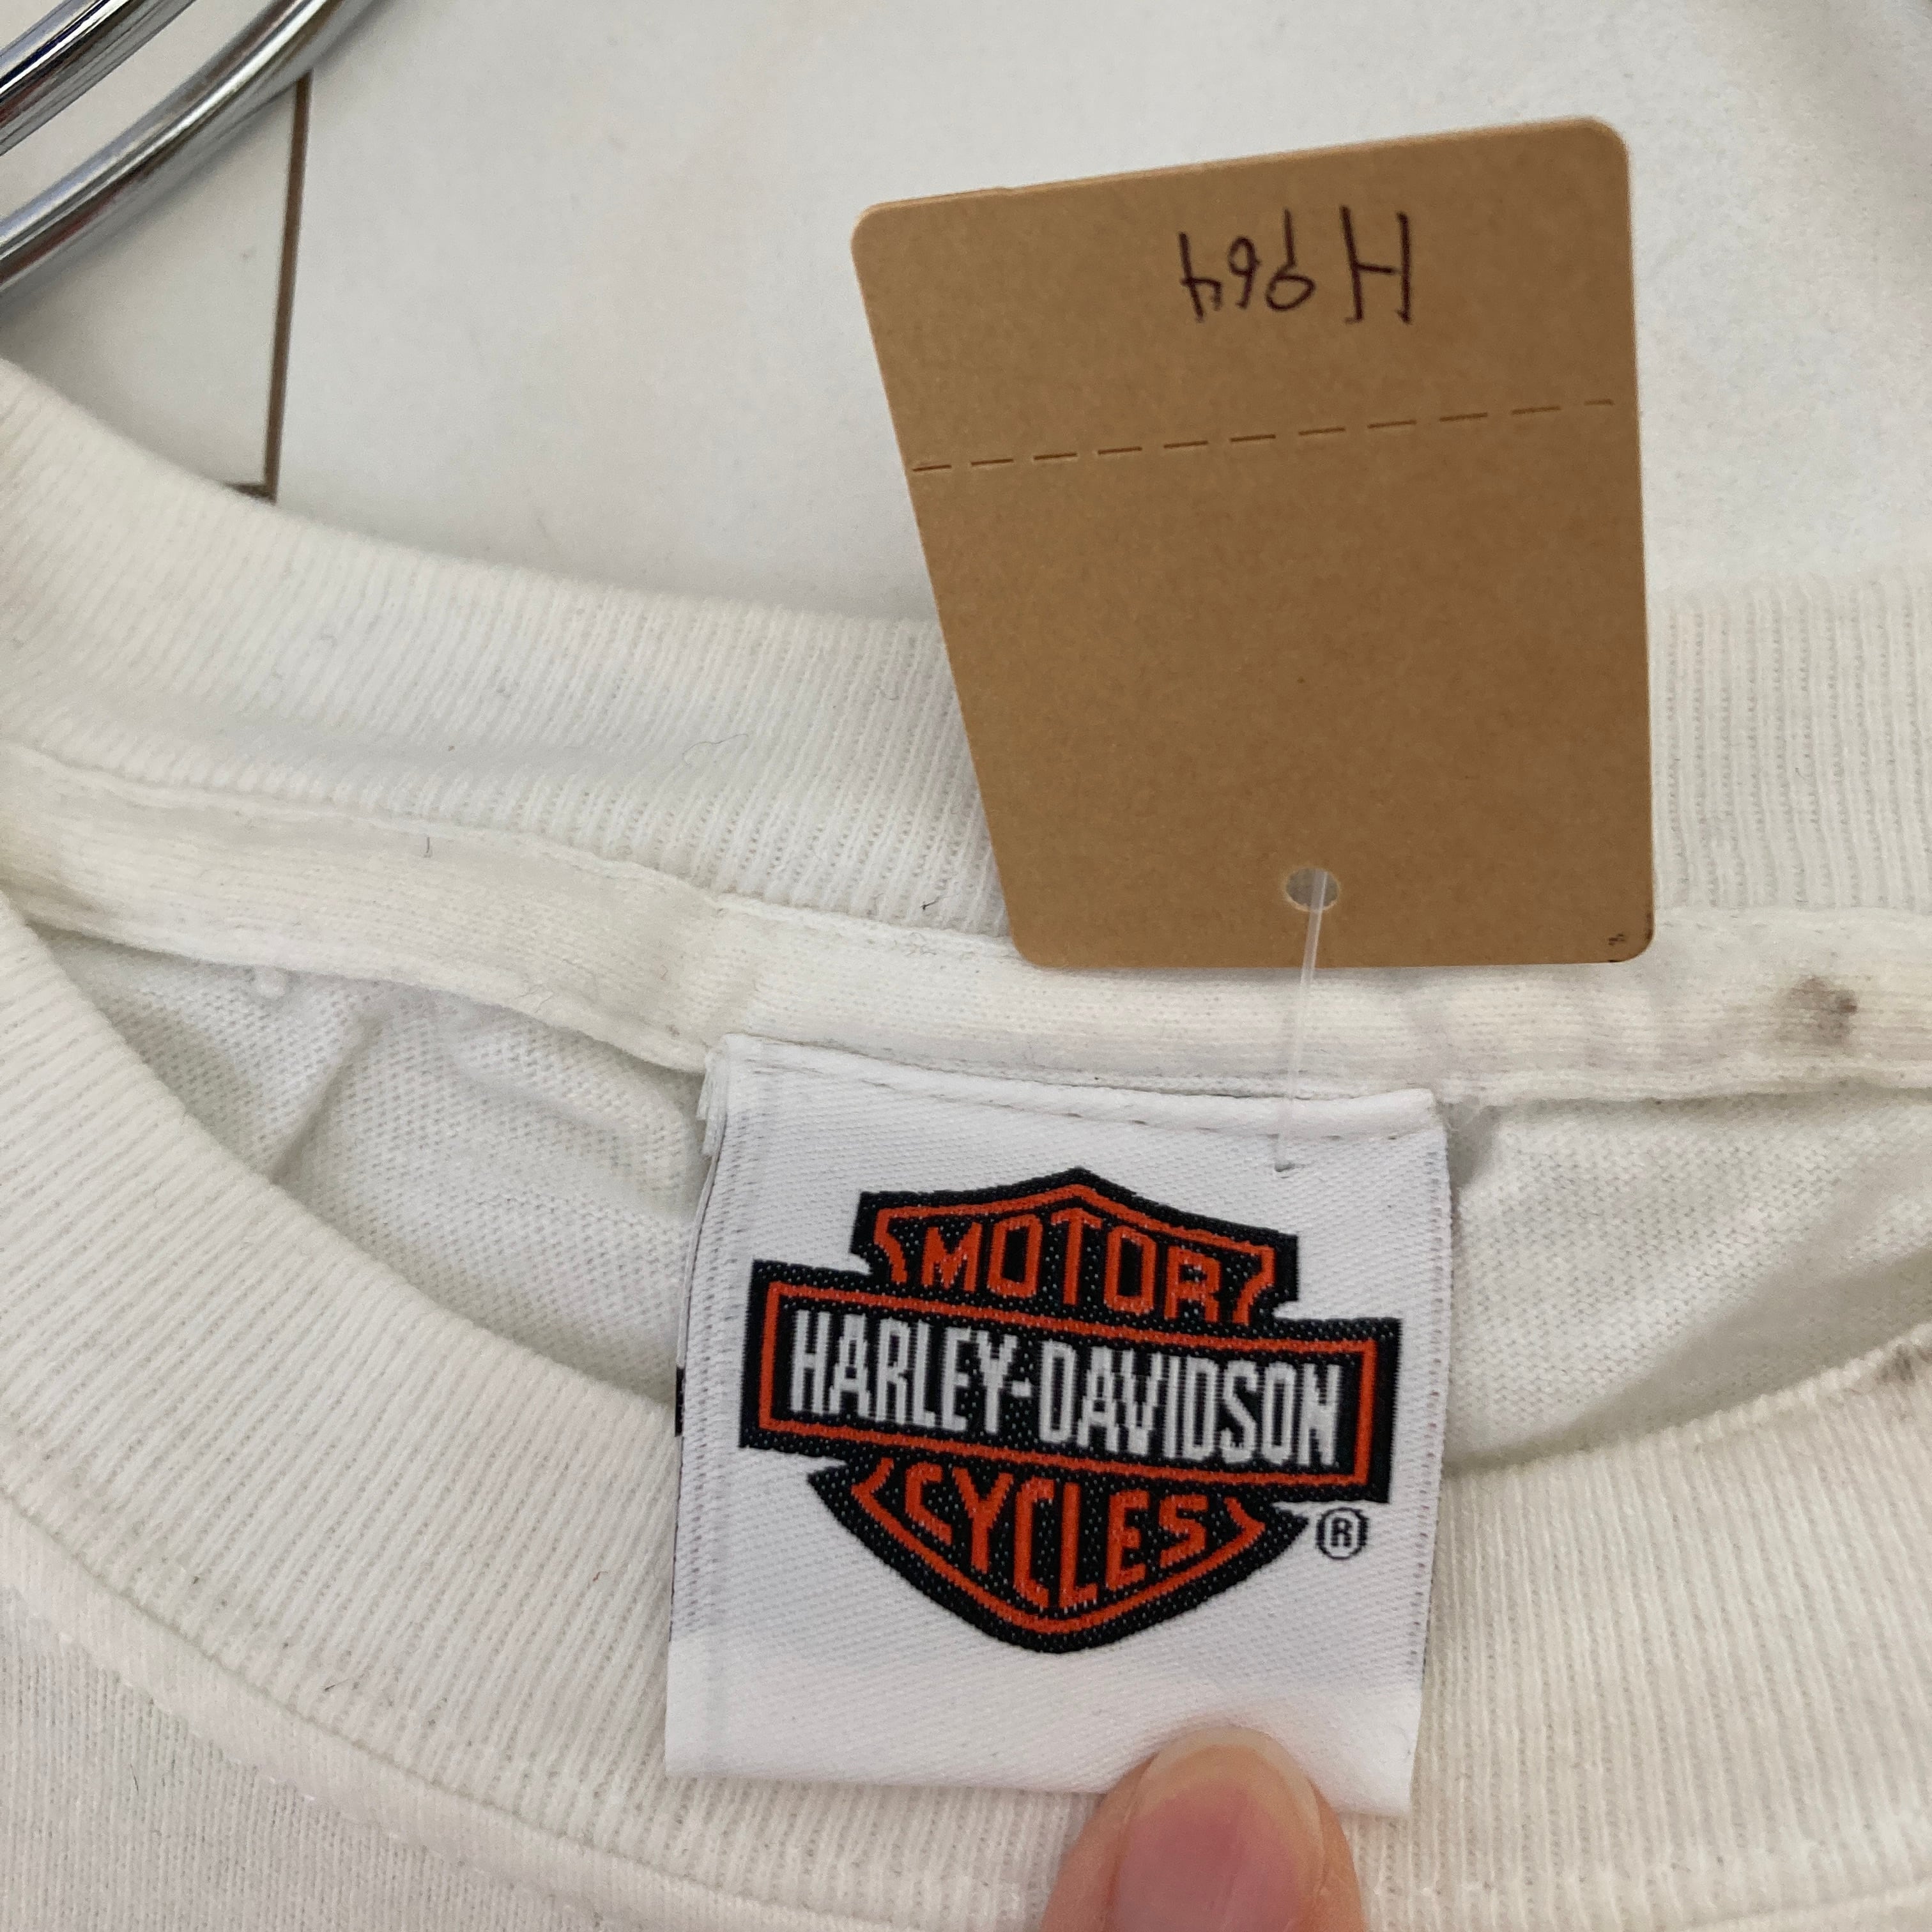 H964
MOTOR
HARLEY-DAVIDSON
CYCLES
®